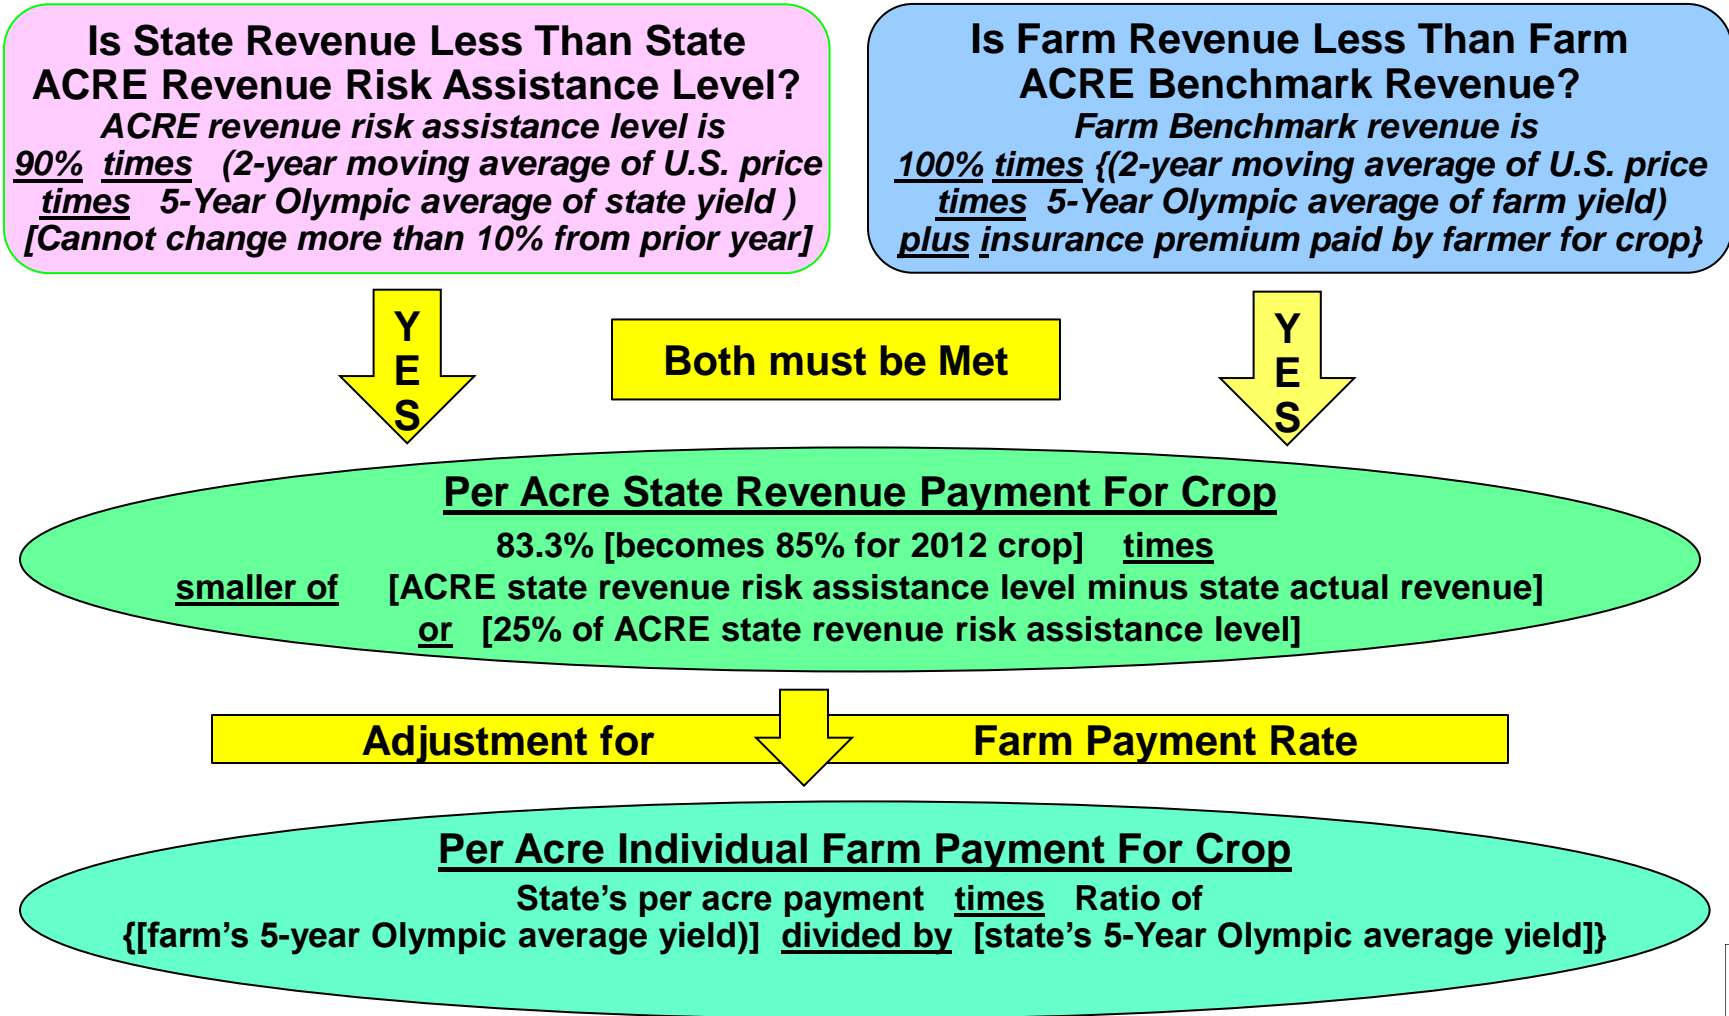 Is State Revenue Less Than State
ACRE Revenue Risk Assistance Level?
ACRE revenue risk assistance level is
90% times (2-year moving average of U.S. price
times 5-Year Olympic average of state yield )
[Cannot change more than 10% from prior year]
Is Farm Revenue Less Than Farm
ACRE Benchmark Revenue?
Farm Benchmark revenue is
100% times {(2-year moving average of U.S. price
times 5-Year Olympic average of farm yield)
plus insurance premium paid by farmer for crop}
Y
E
S
Both must be Met
Y
E
S
Per Acre State Revenue Payment For Crop
83.3% [becomes 85% for 2012 crop] times
smaller of [ACRE state revenue risk assistance level minus state actual revenue]
or [25% of ACRE state revenue risk assistance level]
Adjustment for Farm Payment Rate
Per Acre Individual Farm Payment For Crop
State’s per acre payment times Ratio of
{[farm’s 5-year Olympic average yield)] divided by [state’s 5-Year Olympic average yield]}